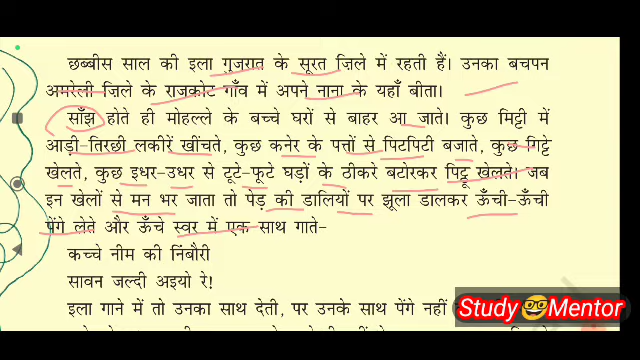 छब्बीस साल की इला गुजरात के सूरत ज़िले में रहती हैं। उनका बचपन
अमरेली ज़िले के राजकोट गाँव में अपने नाना के यहाँ बीता।
साँझ होते ही मोहल्ले के बच्चे घरों से बाहर आ जाते। कुछ मिट्टी में
आड़ी-तिरछी लकीरें खींचते, कुछ कनेर के पत्तों से पिटपिटी बजाते, कुछ गिट्टे
खेलते, कुछ इधर-उधर से टूटे-फूटे घड़ों के ठीकरे बटोरकर पिट्ठू खेलते। जब
इन खेलों से मन भर जाता तो पेड़ की डालियों पर झूला डालकर ऊँची-ऊँची
पेंगे लेते और ऊँचे स्वर में एक साथ गाते-
कच्चे नीम की निंबौरी
सावन जल्दी अइयो रे!
इला गाने में तो उनका साथ देती, पर उनके साथ पेंगे नहीं
Study Mentor